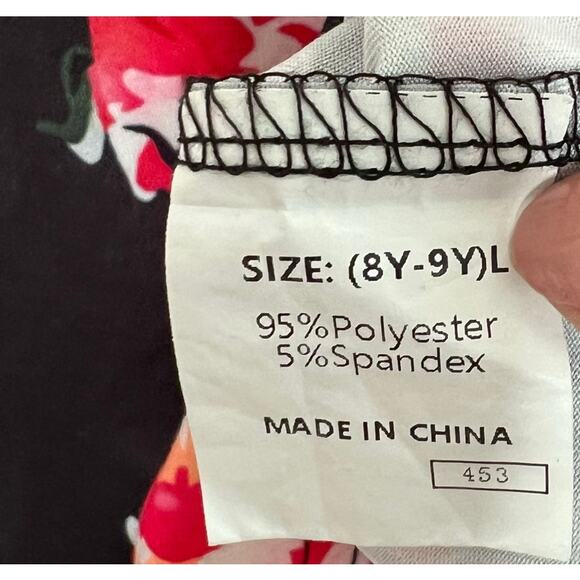 SIZE: (8Y-9Y)L
95%Polyester
5%Spandex
MADE IN CHINA
453